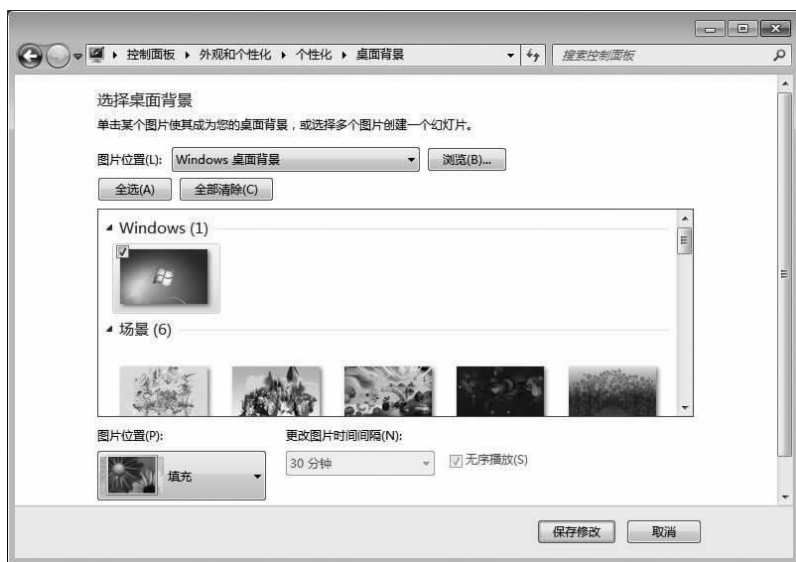 控制面板 外观和个性化 个性化 桌面背景 搜索控制面板
选择桌面背景
单击某个图片使其成为您的桌面背景，或选择多个图片创建一个幻灯片。
图片位置(L): Windows 桌面背景 浏览(B)...
全选(A) 全部清除(C)
Windows (1)
场景 (6)
图片位置(P): 更改图片时间间隔(N):
填充 30 分钟 无序播放(S)
保存修改 取消